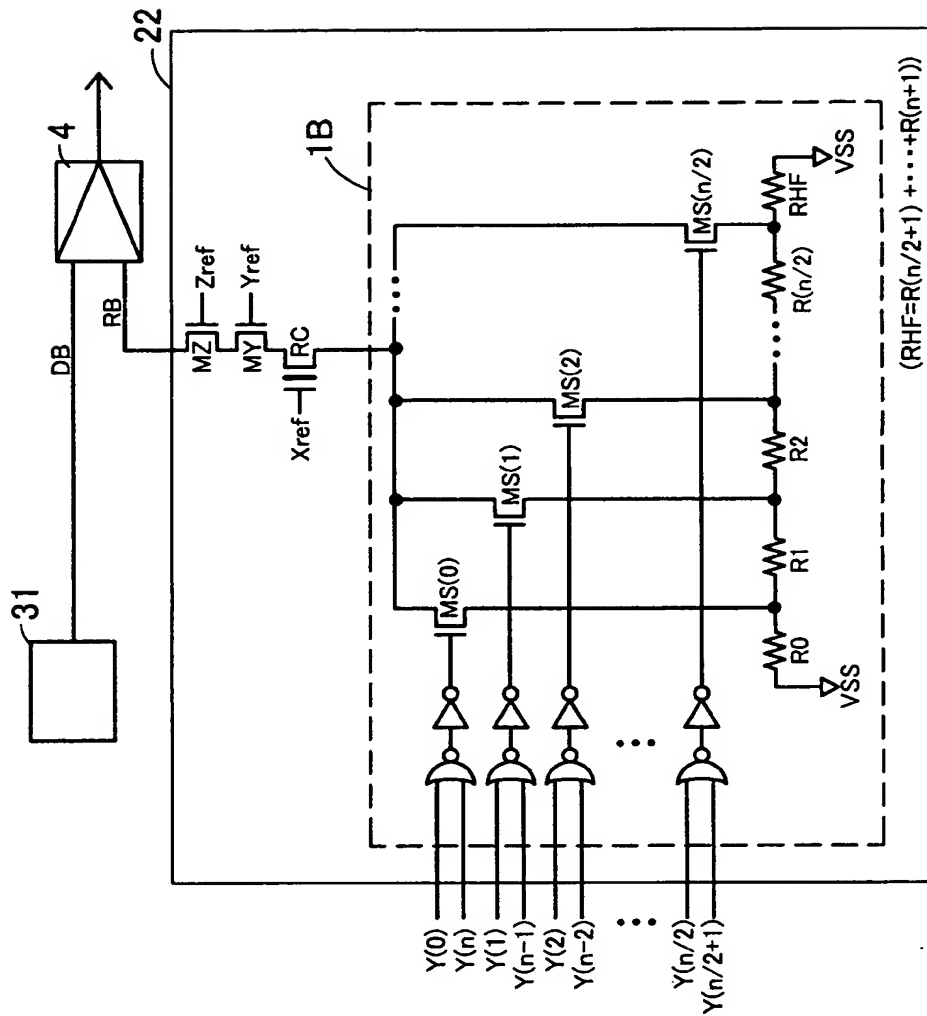 31
4
DB
RB
22
MZ
Zref
MY
Yref
Xref
RC
1B
MS(0)
MS(1)
MS(2)
MS(n/2)
Y(0)
Y(n)
Y(1)
Y(n-1)
Y(2)
Y(n-2)
Y(n/2)
Y(n/2+1)
R0
R1
R2
R(n/2)
RHF
VSS
VSS
(RHF=R(n/2+1) +····+R(n+1))